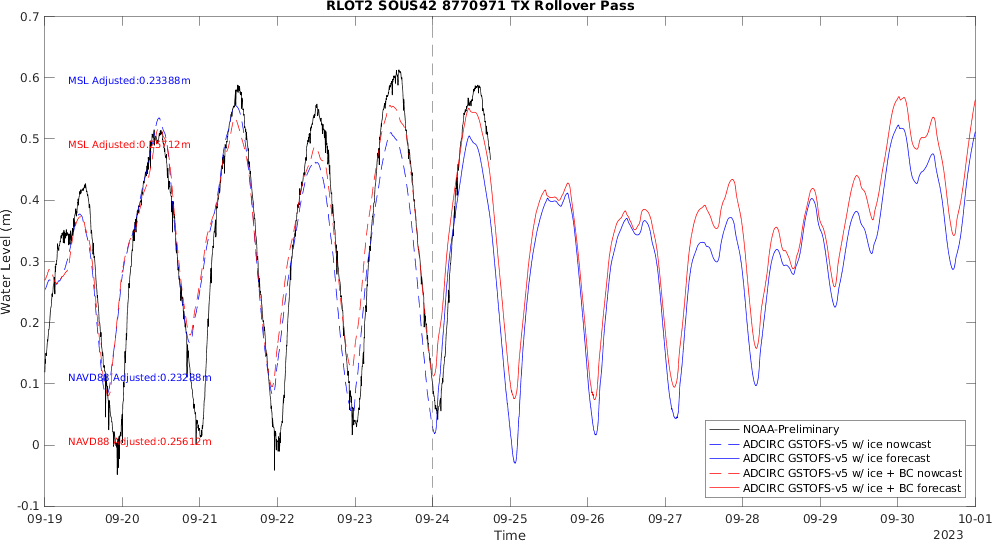 RLOT2 SOUS42 8770971 TX Rollover Pass
0.7
0.6
0.5
0.4
0.3
0.2
0.1
0
-0.1
Water Level (m)
MSL Adjusted:0.23388m
MSL Adjusted:
NAVD88 Adjusted:0.23288m
NAVD88 Adjusted:0.25612m
NOAA-Preliminary
ADCIRC GSTOFS-v5 w/ ice nowcast
ADCIRC GSTOFS-v5 w/ ice forecast
ADCIRC GSTOFS-v5 w/ ice + BC nowcast
ADCIRC GSTOFS-v5 w/ ice + BC forecast
09-19 09-20 09-21 09-22 09-23 09-24 09-25 09-26 09-27 09-28 09-29 09-30 10-01
Time
2023